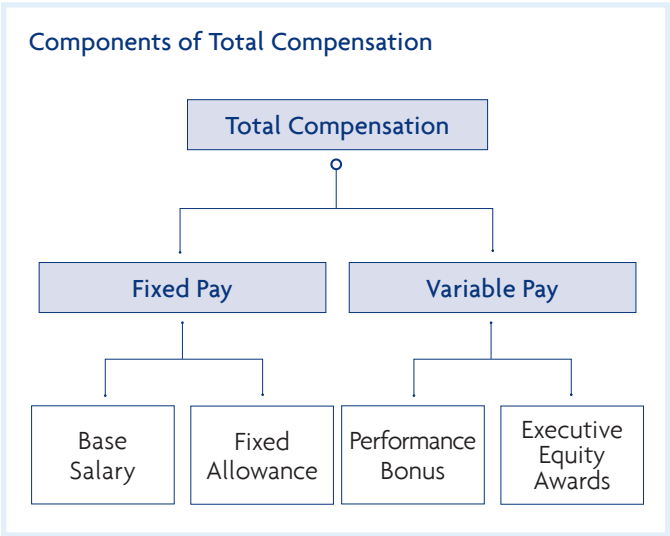 Components of Total Compensation
Total Compensation
Fixed Pay
Variable Pay
Base
Salary
Fixed
Allowance
Performance
Bonus
Executive
Equity
Awards